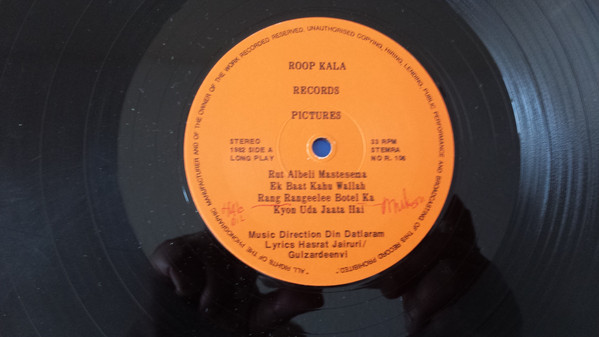 ALL RIGHTS OF THE PHONOGRAPHIC MANUFACTURER AND OF THE OWNER OF THE WORK RECORDED RESERVED. UNAUTHORISED COPYING, HIRING, LENDING, PUBLIC PERFORMANCE AND BROADCASTING OF THIS RECORD PROHIBITED."
ROOP KALA
RECORDS
PICTURES
STEREO
1982 SIDE A
LONG PLAY
33 RPM
STEMRA
NO R. 106
Rut Albeli Mastesema
Ek Baat Kahu Wallah
Rang Rangeelee Botel Ka
Kyon Uda Jaata Hai
Music Direction Din Datlaram
Lyrics Hasrat Jairuri/
Gulzardeenvi